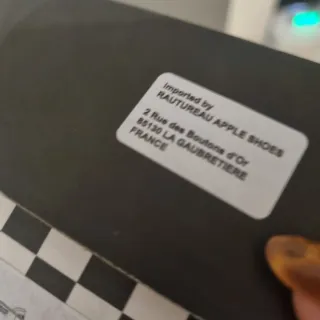 Imported by
RAUTUREAU APPLE SHOES
2 Rue des Boutons d'Or
85130 LA GAUBRETIERE
FRANCE